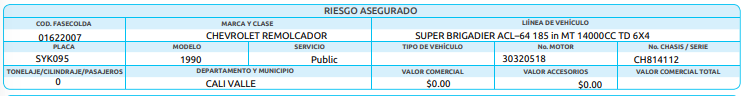 RIESGO ASEGURADO
COD. FASECOLDA MARCA Y CLASE LIÍNEA DE VEHÍCULO
01622007 CHEVROLET REMOLCADOR SUPER BRIGADIER ACL–64 185 in MT 14000CC TD 6X4
PLACA MODELO SERVICIO TIPO DE VEHÍCULO No. MOTOR No. CHASIS / SERIE
SYK095 1990 Public 30320518 CH814112
TONELAJE/CILINDRAJE/PASAJEROS DEPARTAMENTO Y MUNICIPIO VALOR COMERCIAL VALOR ACCESORIOS VALOR COMERCIAL TOTAL
0 CALI VALLE $0.00 $0.00